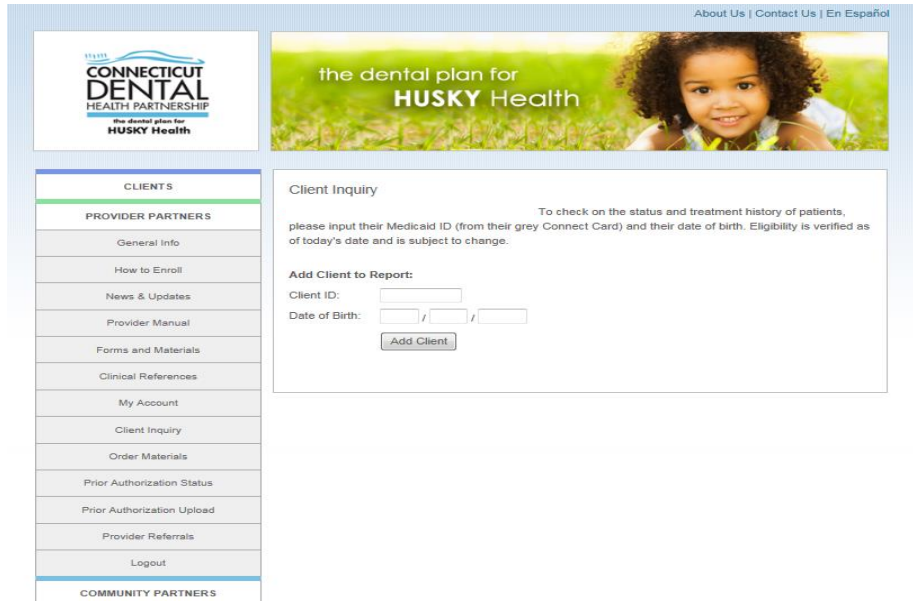 About Us | Contact Us | En Español
CONNECTICUT
DENTAL
HEALTH PARTNERSHIP
the dental plan for
HUSKY Health
the dental plan for
HUSKY Health
CLIENTS
PROVIDER PARTNERS
General Info
How to Enroll
News & Updates
Provider Manual
Forms and Materials
Clinical References
My Account
Client Inquiry
Order Materials
Prior Authorization Status
Prior Authorization Upload
Provider Referrals
Logout
COMMUNITY PARTNERS
Client Inquiry
To check on the status and treatment history of patients,
please input their Medicaid ID (from their grey Connect Card) and their date of birth. Eligibility is verified as
of today's date and is subject to change.
Add Client to Report:
Client ID:
Date of Birth: / /
Add Client